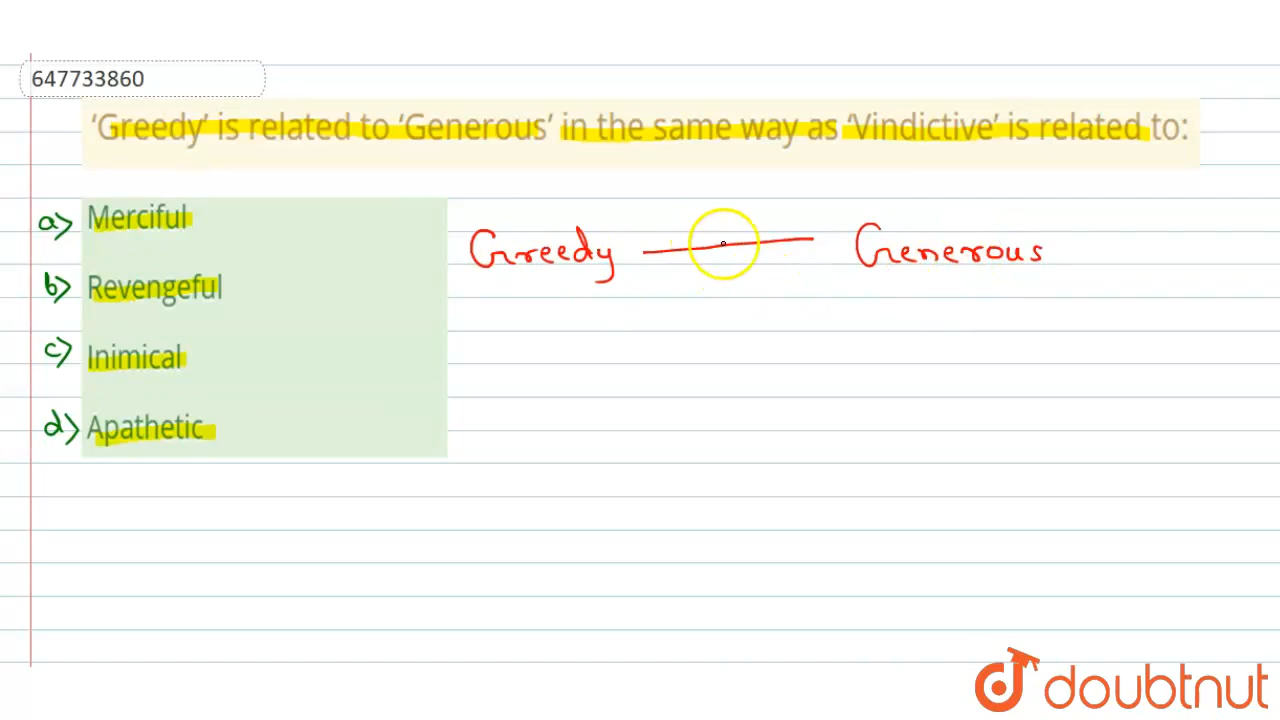 647733860
‘Greedy’ is related to ‘Generous’ in the same way as ‘Vindictive’ is related to:
a) Merciful
Greedy — Generous
b) Revengeful
c) Inimical
d) Apathetic
doubtnut